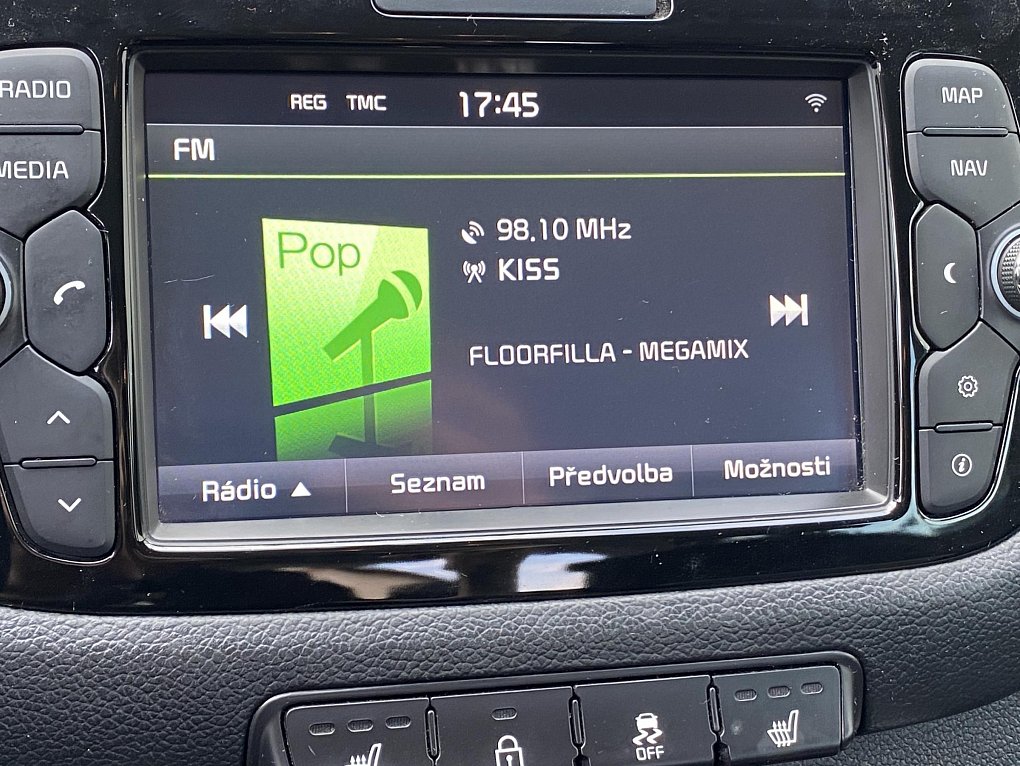 RADIO
MEDIA
REG TMC 17:45
FM
Pop
98.10 MHz
KISS
FLOORFILLA - MEGAMIX
Rádio ▲ Seznam Předvolba Možnosti
MAP
NAV
OFF